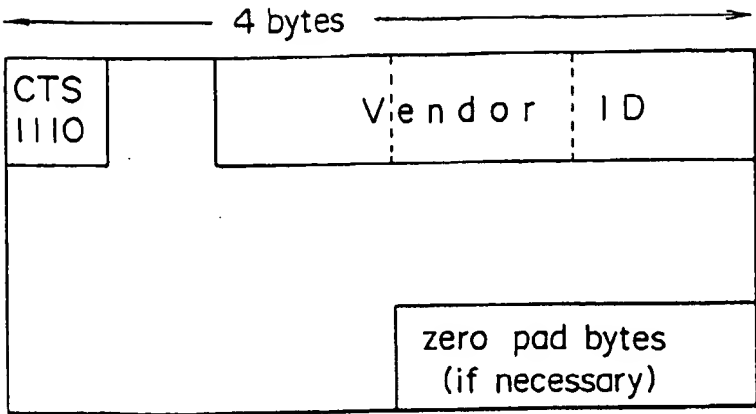 4 bytes
CTS
1110
Vendor ID
zero pad bytes
(if necessary)